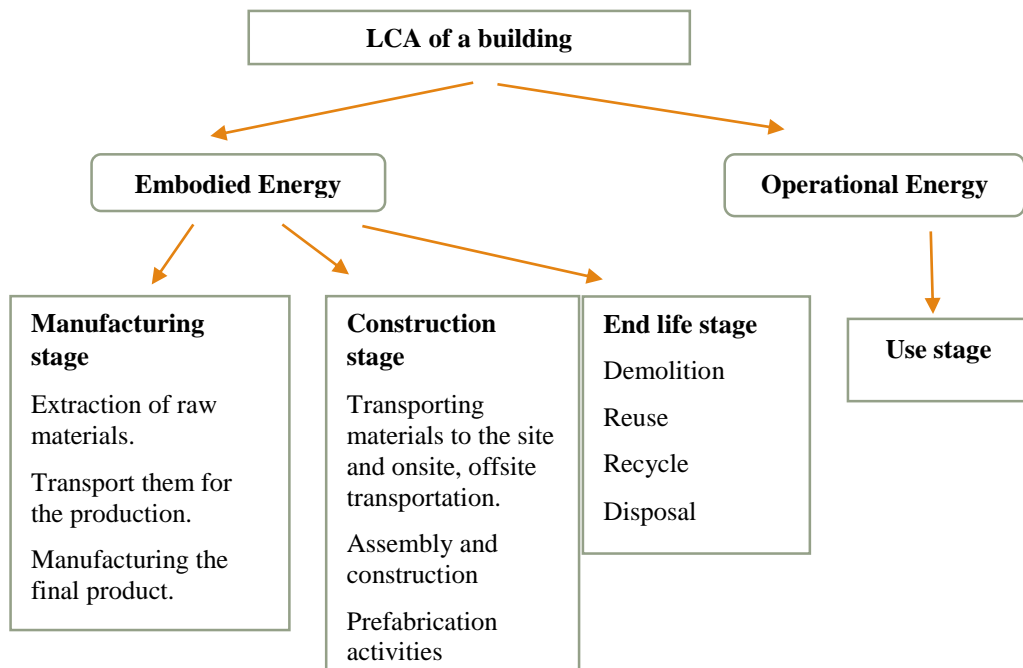 LCA of a building
Embodied Energy
Operational Energy
Manufacturing
stage
Extraction of raw
materials.
Transport them for
the production.
Manufacturing the
final product.
Construction
stage
Transporting
materials to the site
and onsite, offsite
transportation.
Assembly and
construction
Prefabrication
activities
End life stage
Demolition
Reuse
Recycle
Disposal
Use stage